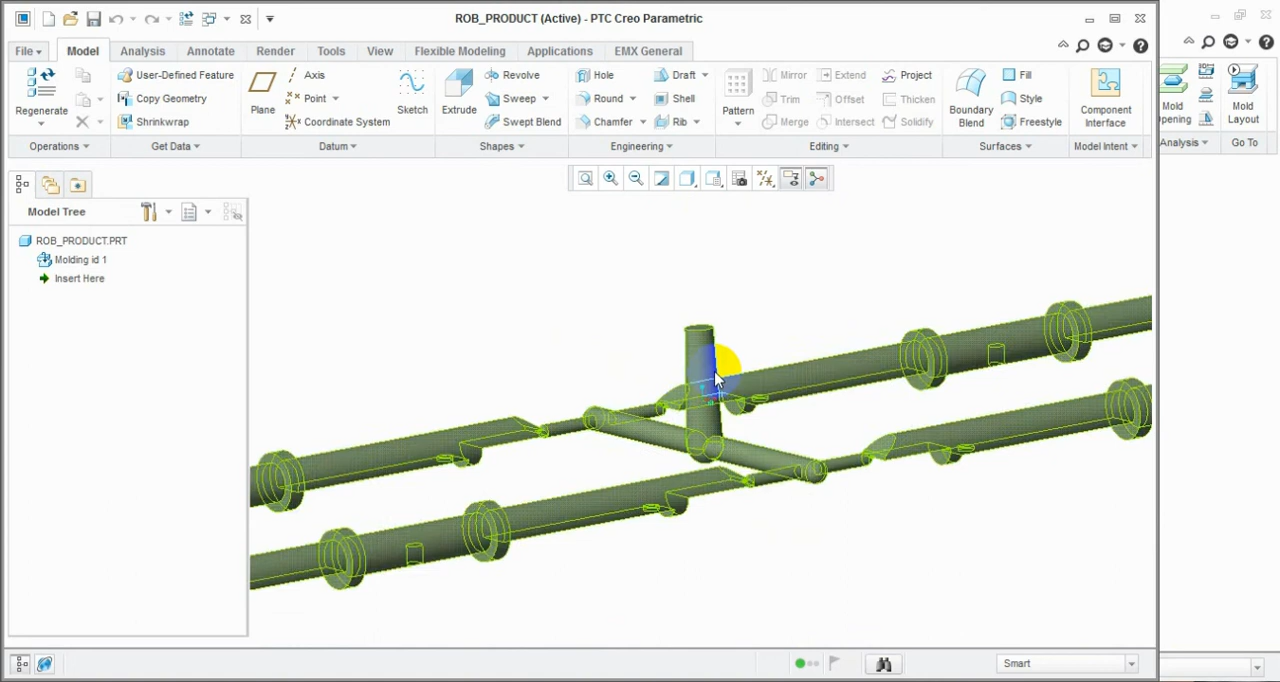 ROB_PRODUCT (Active) - PTC Creo Parametric
File Model Analysis Annotate Render Tools View Flexible Modeling Applications EMX General
Regenerate
User-Defined Feature
Copy Geometry
Shrinkwrap
Plane
Axis
Point
Coordinate System
Sketch
Extrude
Revolve
Sweep
Swept Blend
Hole
Round
Chamfer
Draft
Shell
Rib
Pattern
Mirror
Trim
Merge
Extend
Offset
Intersect
Project
Thicken
Solidify
Boundary
Blend
Fill
Style
Freestyle
Component
Interface
Mold
Opening
Mold
Layout
Operations Get Data Datum Shapes Engineering Editing Surfaces Model Intent Analysis Go To
Model Tree
ROB_PRODUCT.PRT
Molding id 1
Insert Here
Smart